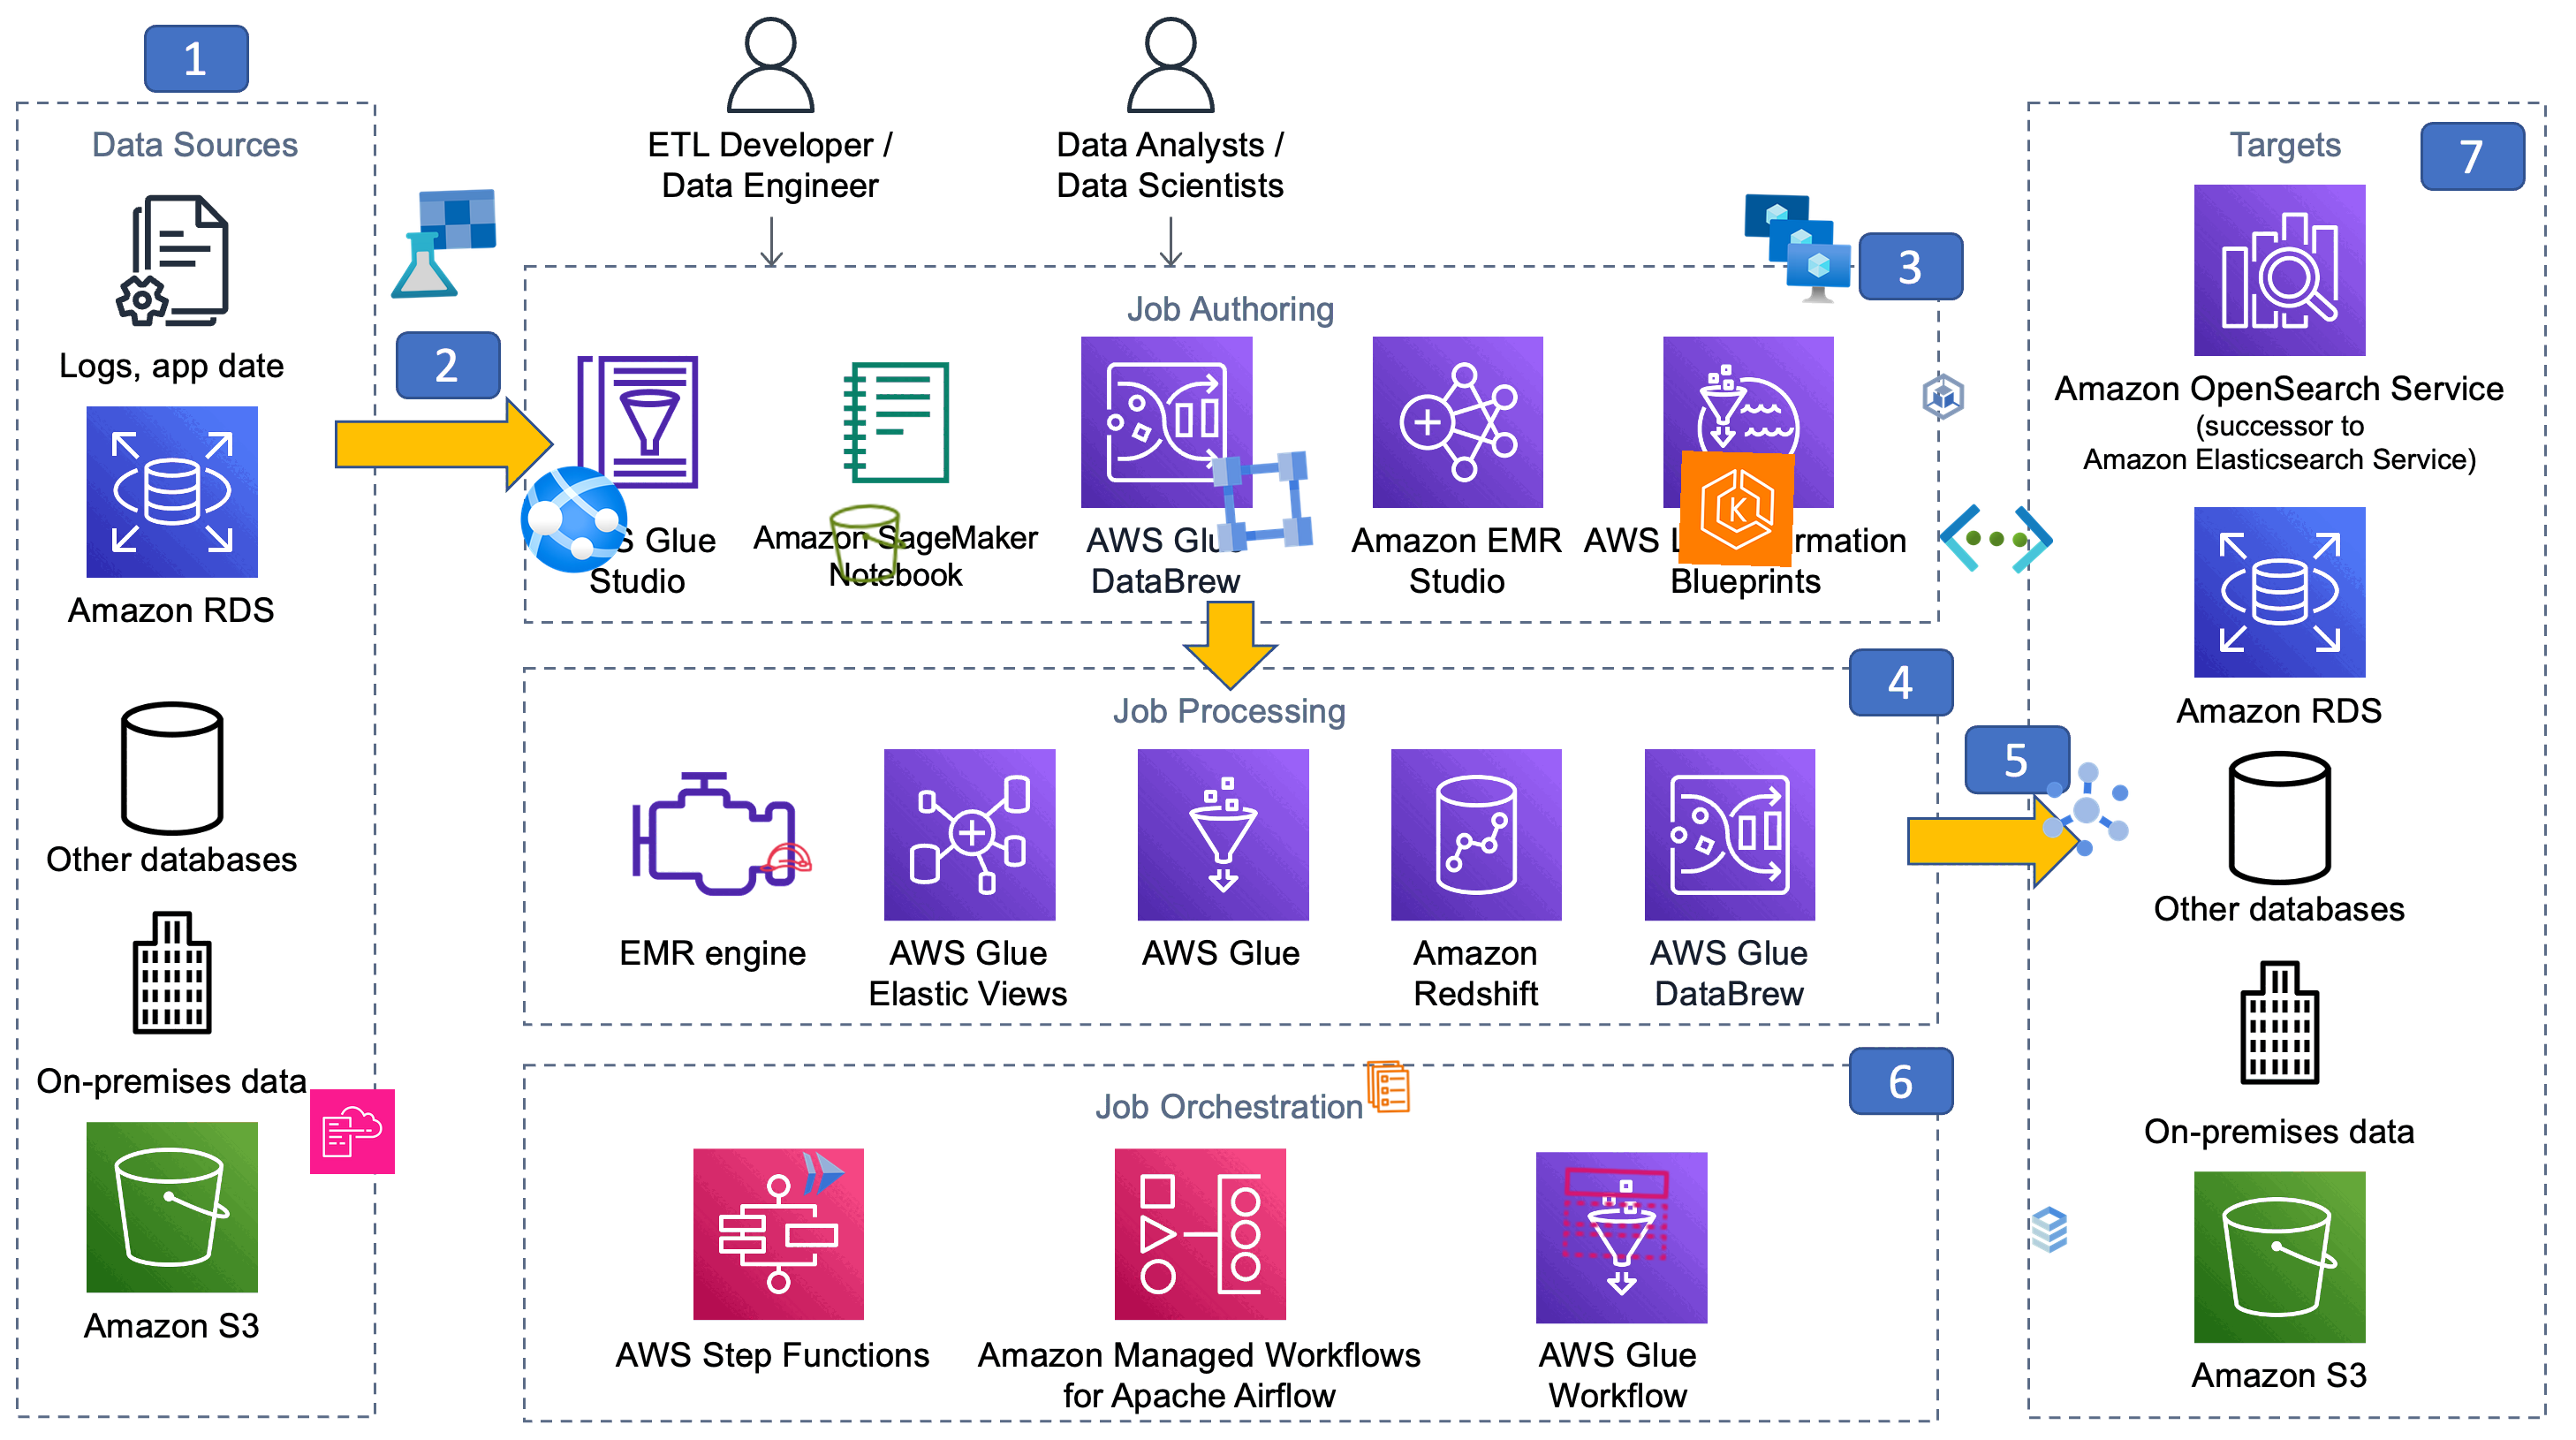 1
Data Sources
Logs, app date
Amazon RDS
Other databases
On-premises data
Amazon S3
2
ETL Developer /
Data Engineer
Data Analysts /
Data Scientists
3
Job Authoring
S Glue
Studio
Amazon SageMaker
Notebook
AWS Glue
DataBrew
Amazon EMR
Studio
AWS L rmation
Blueprints
K
4
Job Processing
EMR engine
AWS Glue
Elastic Views
AWS Glue
Amazon
Redshift
AWS Glue
DataBrew
5
6
Job Orchestration
AWS Step Functions
Amazon Managed Workflows
for Apache Airflow
AWS Glue
Workflow
7
Targets
Amazon OpenSearch Service
(successor to
Amazon Elasticsearch Service)
Amazon RDS
Other databases
On-premises data
Amazon S3